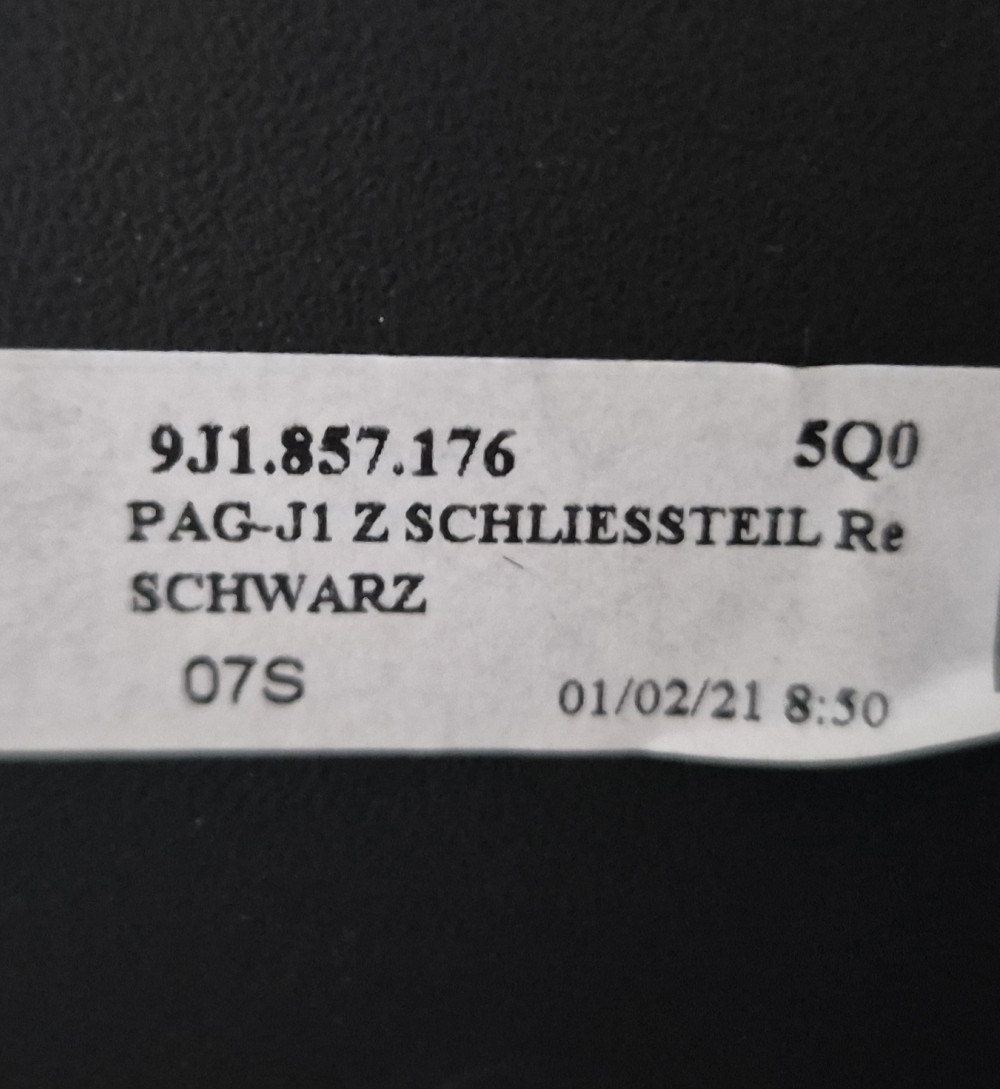 9J1.857.176 5Q0
PAG-J1 Z SCHLIESSTEIL Re
SCHWARZ
07S 01/02/21 8:50